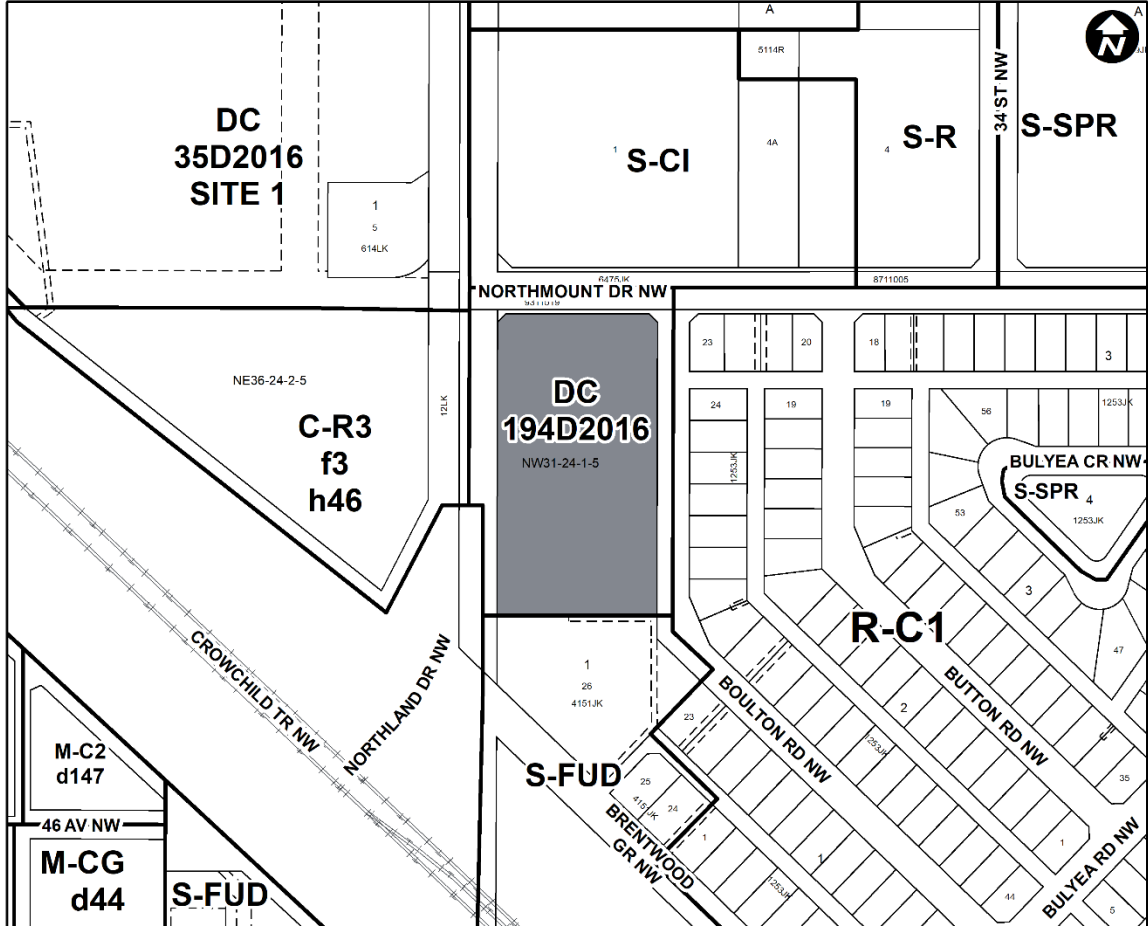 A
A
N
5114R
DC
35D2016
SITE 1
1
S-CI
4A
4
S-R
34 ST NW
S-SPR
1
5
614LK
6475JK
8711005
NORTHMOUNT DR NW
NE36-24-2-5
12LK
C-R3
f3
h46
DC
194D2016
NW31-24-1-5
23
20
18
3
24
19
19
56
1253JK
1253JK
BULYEA CR NW
S-SPR
4
1253JK
53
3
R-C1
47
CROWCHILD TR NW
NORTHLAND DR NW
1
26
4151JK
23
BOULTON RD NW
2
BUTTON RD NW
1253JK
M-C2
d147
S-FUD
25
24
4151JK
35
46 AV NW
BRENTWOOD
GR NW
1
1
1
M-CG
d44
S-FUD
1253JK
44
BULYEA RD NW
5